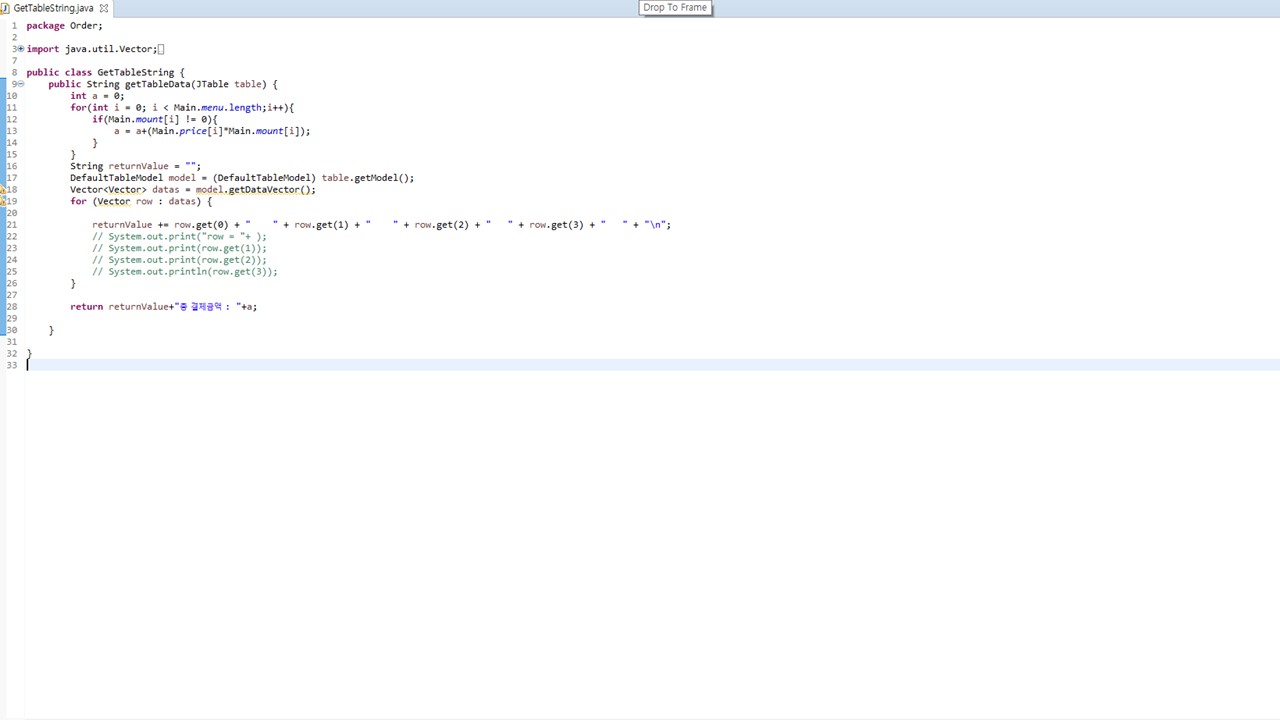 GetTableString.java
Drop To Frame
1 package Order;
2
3 import java.util.Vector;
7
8 public class GetTableString {
9 public String getTableData(JTable table) {
10 int a = 0;
11 for(int i = 0; i < Main.menu.length;i++){
12 if(Main.mount[i] != 0){
13 a = a+(Main.price[i]*Main.mount[i]);
14 }
15 }
16 String returnValue = "";
17 DefaultTableModel model = (DefaultTableModel) table.getModel();
18 Vector<Vector> datas = model.getDataVector();
19 for (Vector row : datas) {
20
21 returnValue += row.get(0) + "    " + row.get(1) + "    " + row.get(2) + "   " + row.get(3) + "   " + "\n";
22 // System.out.print("row = "+ );
23 // System.out.print(row.get(1));
24 // System.out.print(row.get(2));
25 // System.out.println(row.get(3));
26 }
27
28 return returnValue+"총 결제금액 : "+a;
29
30 }
31
32 }
33